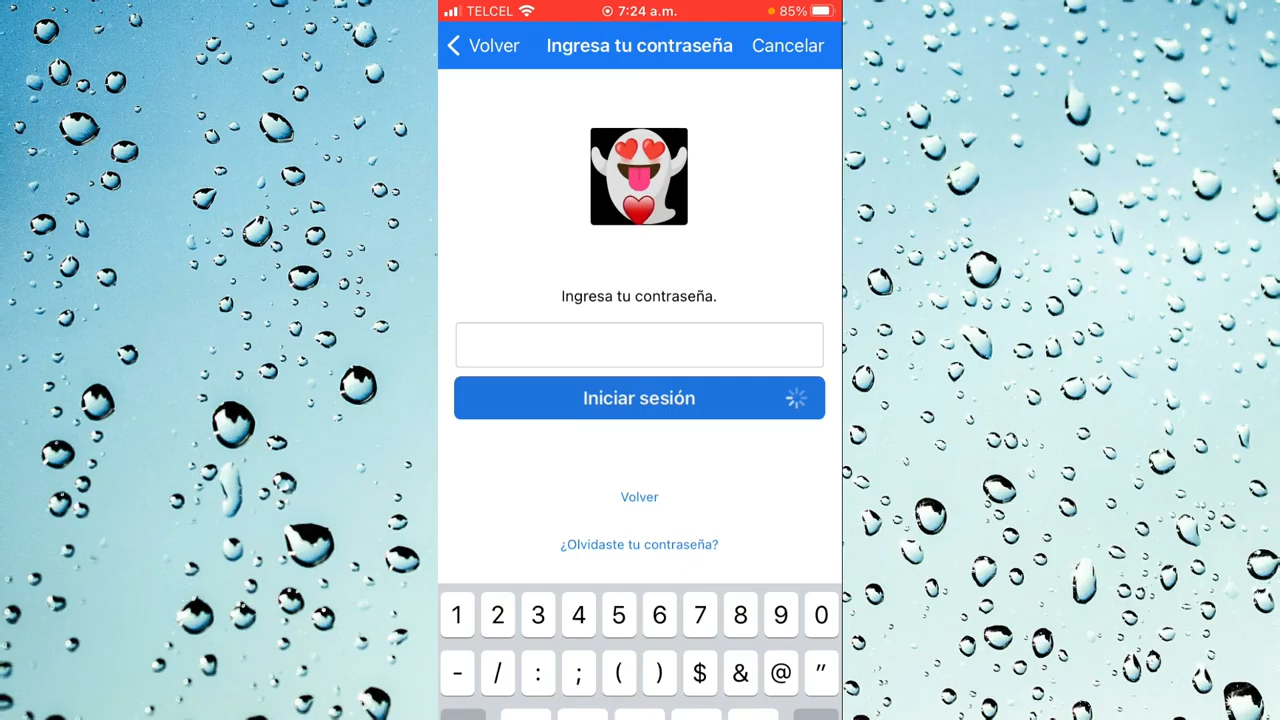 TELCEL 7:24 a.m. 85%
Volver Ingresa tu contraseña Cancelar
Ingresa tu contraseña.
Iniciar sesión
Volver
¿Olvidaste tu contraseña?
1 2 3 4 5 6 7 8 9 0
- / : ; ( ) $ & @ "